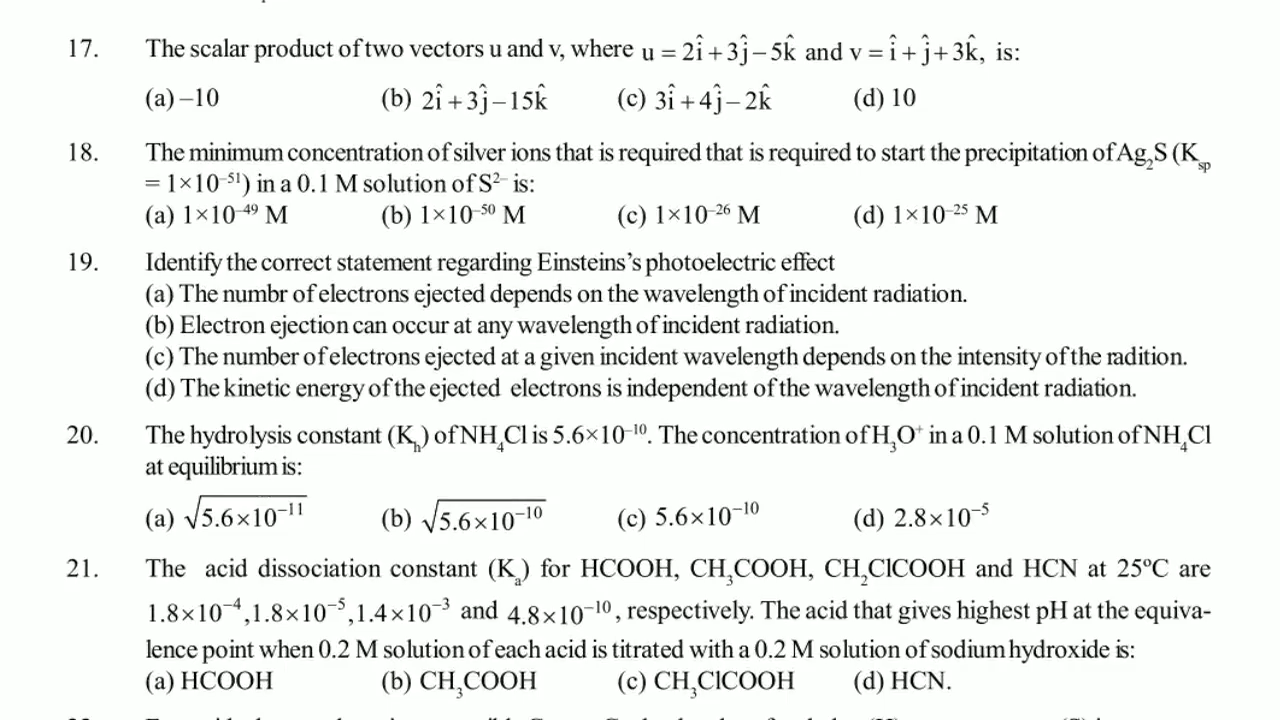 17. The scalar product of two vectors u and v, where u = 2î + 3ĵ − 5k̂ and v = î + ĵ + 3k̂, is:
(a) −10 (b) 2î + 3ĵ − 15k̂ (c) 3î + 4ĵ − 2k̂ (d) 10
18. The minimum concentration of silver ions that is required that is required to start the precipitation of Ag₂S (Kₛₚ
= 1×10⁻⁵¹) in a 0.1 M solution of S²⁻ is:
(a) 1×10⁻⁴⁹ M (b) 1×10⁻⁵⁰ M (c) 1×10⁻²⁶ M (d) 1×10⁻²⁵ M
19. Identify the correct statement regarding Einsteins's photoelectric effect
(a) The numbr of electrons ejected depends on the wavelength of incident radiation.
(b) Electron ejection can occur at any wavelength of incident radiation.
(c) The number of electrons ejected at a given incident wavelength depends on the intensity of the radition.
(d) The kinetic energy of the ejected electrons is independent of the wavelength of incident radiation.
20. The hydrolysis constant (Kₕ) of NH₄Cl is 5.6×10⁻¹⁰. The concentration of H₃O⁺ in a 0.1 M solution of NH₄Cl
at equilibrium is:
(a) √5.6×10⁻¹¹ (b) √5.6×10⁻¹⁰ (c) 5.6×10⁻¹⁰ (d) 2.8×10⁻⁵
21. The acid dissociation constant (Kₐ) for HCOOH, CH₃COOH, CH₂ClCOOH and HCN at 25ºC are
1.8×10⁻⁴,1.8×10⁻⁵,1.4×10⁻³ and 4.8×10⁻¹⁰, respectively. The acid that gives highest pH at the equiva-
lence point when 0.2 M solution of each acid is titrated with a 0.2 M solution of sodium hydroxide is:
(a) HCOOH (b) CH₃COOH (c) CH₃ClCOOH (d) HCN.